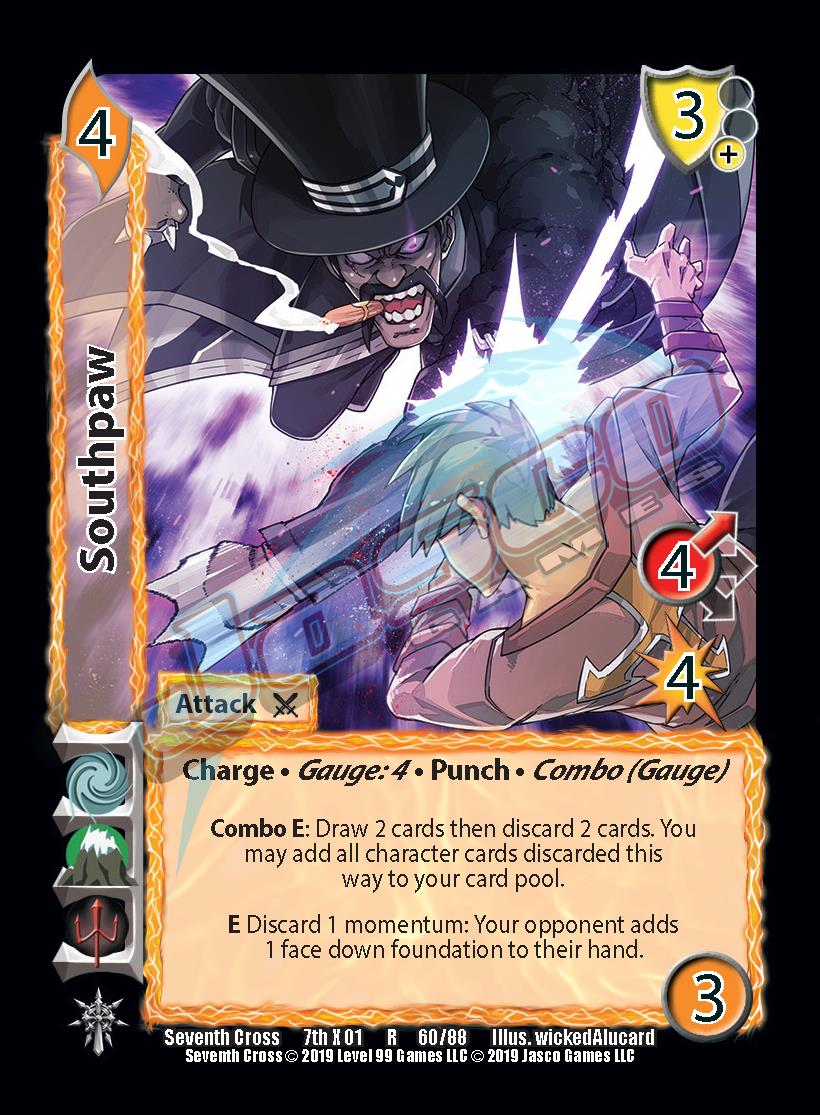 4
3
+
Southpaw
JASCO
GAMES
4
4
Attack
Charge • Gauge: 4 • Punch • Combo (Gauge)
Combo E: Draw 2 cards then discard 2 cards. You
may add all character cards discarded this
way to your card pool.
E Discard 1 momentum: Your opponent adds
1 face down foundation to their hand.
3
Seventh Cross 7th X 01 R 60/88 Illus. wickedAlucard
Seventh Cross © 2019 Level 99 Games LLC © 2019 Jasco Games LLC